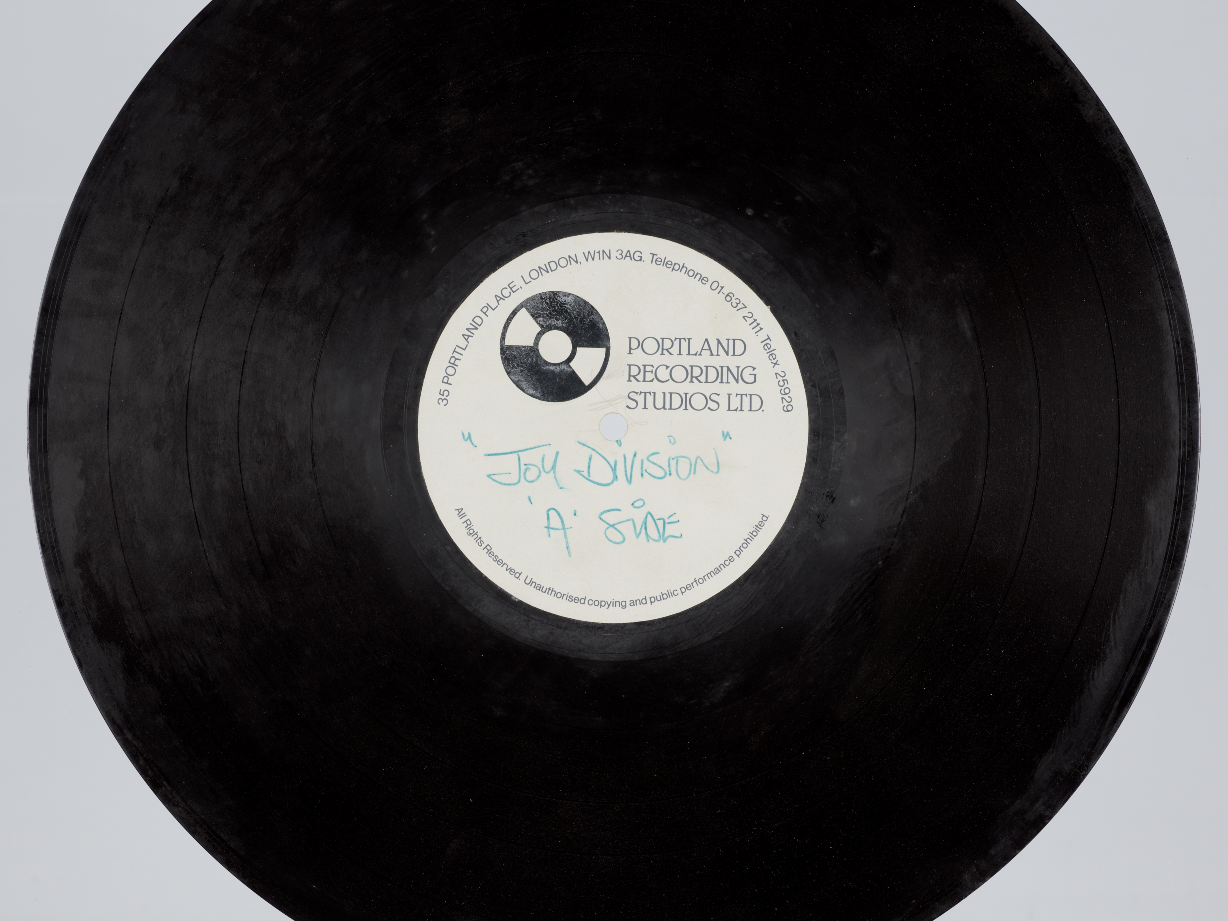 35 PORTLAND PLACE, LONDON, W1N 3AG. Telephone 01-637 2111. Telex 25929
PORTLAND
RECORDING
STUDIOS LTD.
"JOY DIVISION"
'A' SIDE
All Rights Reserved. Unauthorised copying and public performance prohibited.